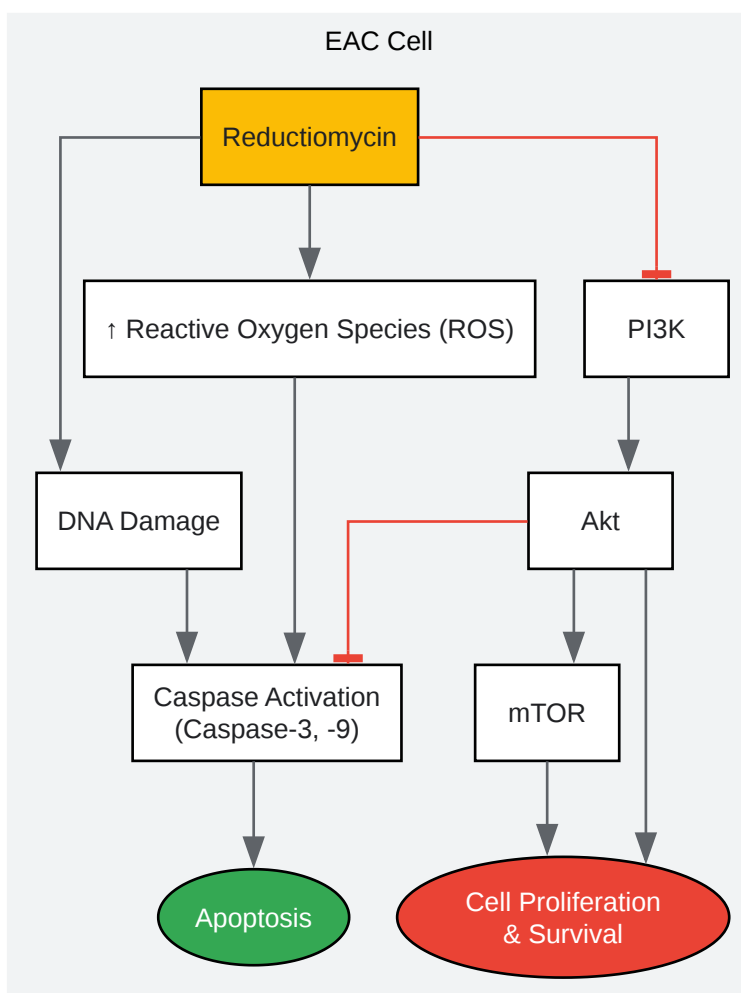 EAC Cell
Reductiomycin
↑ Reactive Oxygen Species (ROS)
PI3K
DNA Damage
Akt
Caspase Activation
(Caspase-3, -9)
mTOR
Apoptosis
Cell Proliferation
& Survival